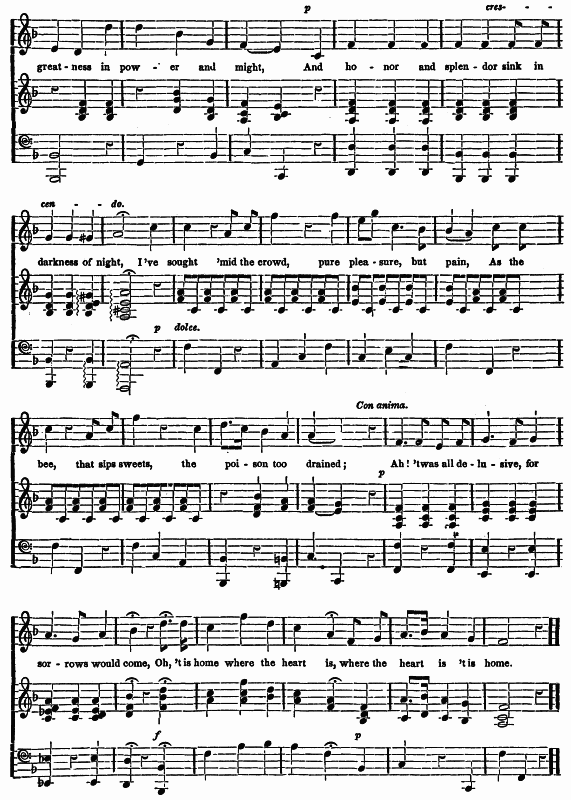 p cres- - -
great-ness in pow - er and might, And ho - nor and splen-dor sink in
cen - - do.
darkness of night, I've sought 'mid the crowd, pure plea-sure, but pain, As the
p dolce.
bee, that sips sweets, the poi-son too drained; Ah! 'twas all de-lu-sive, for
Con anima.
p
sor-rows would come, Oh, 't is home where the heart is, where the heart is 't is home.
f p